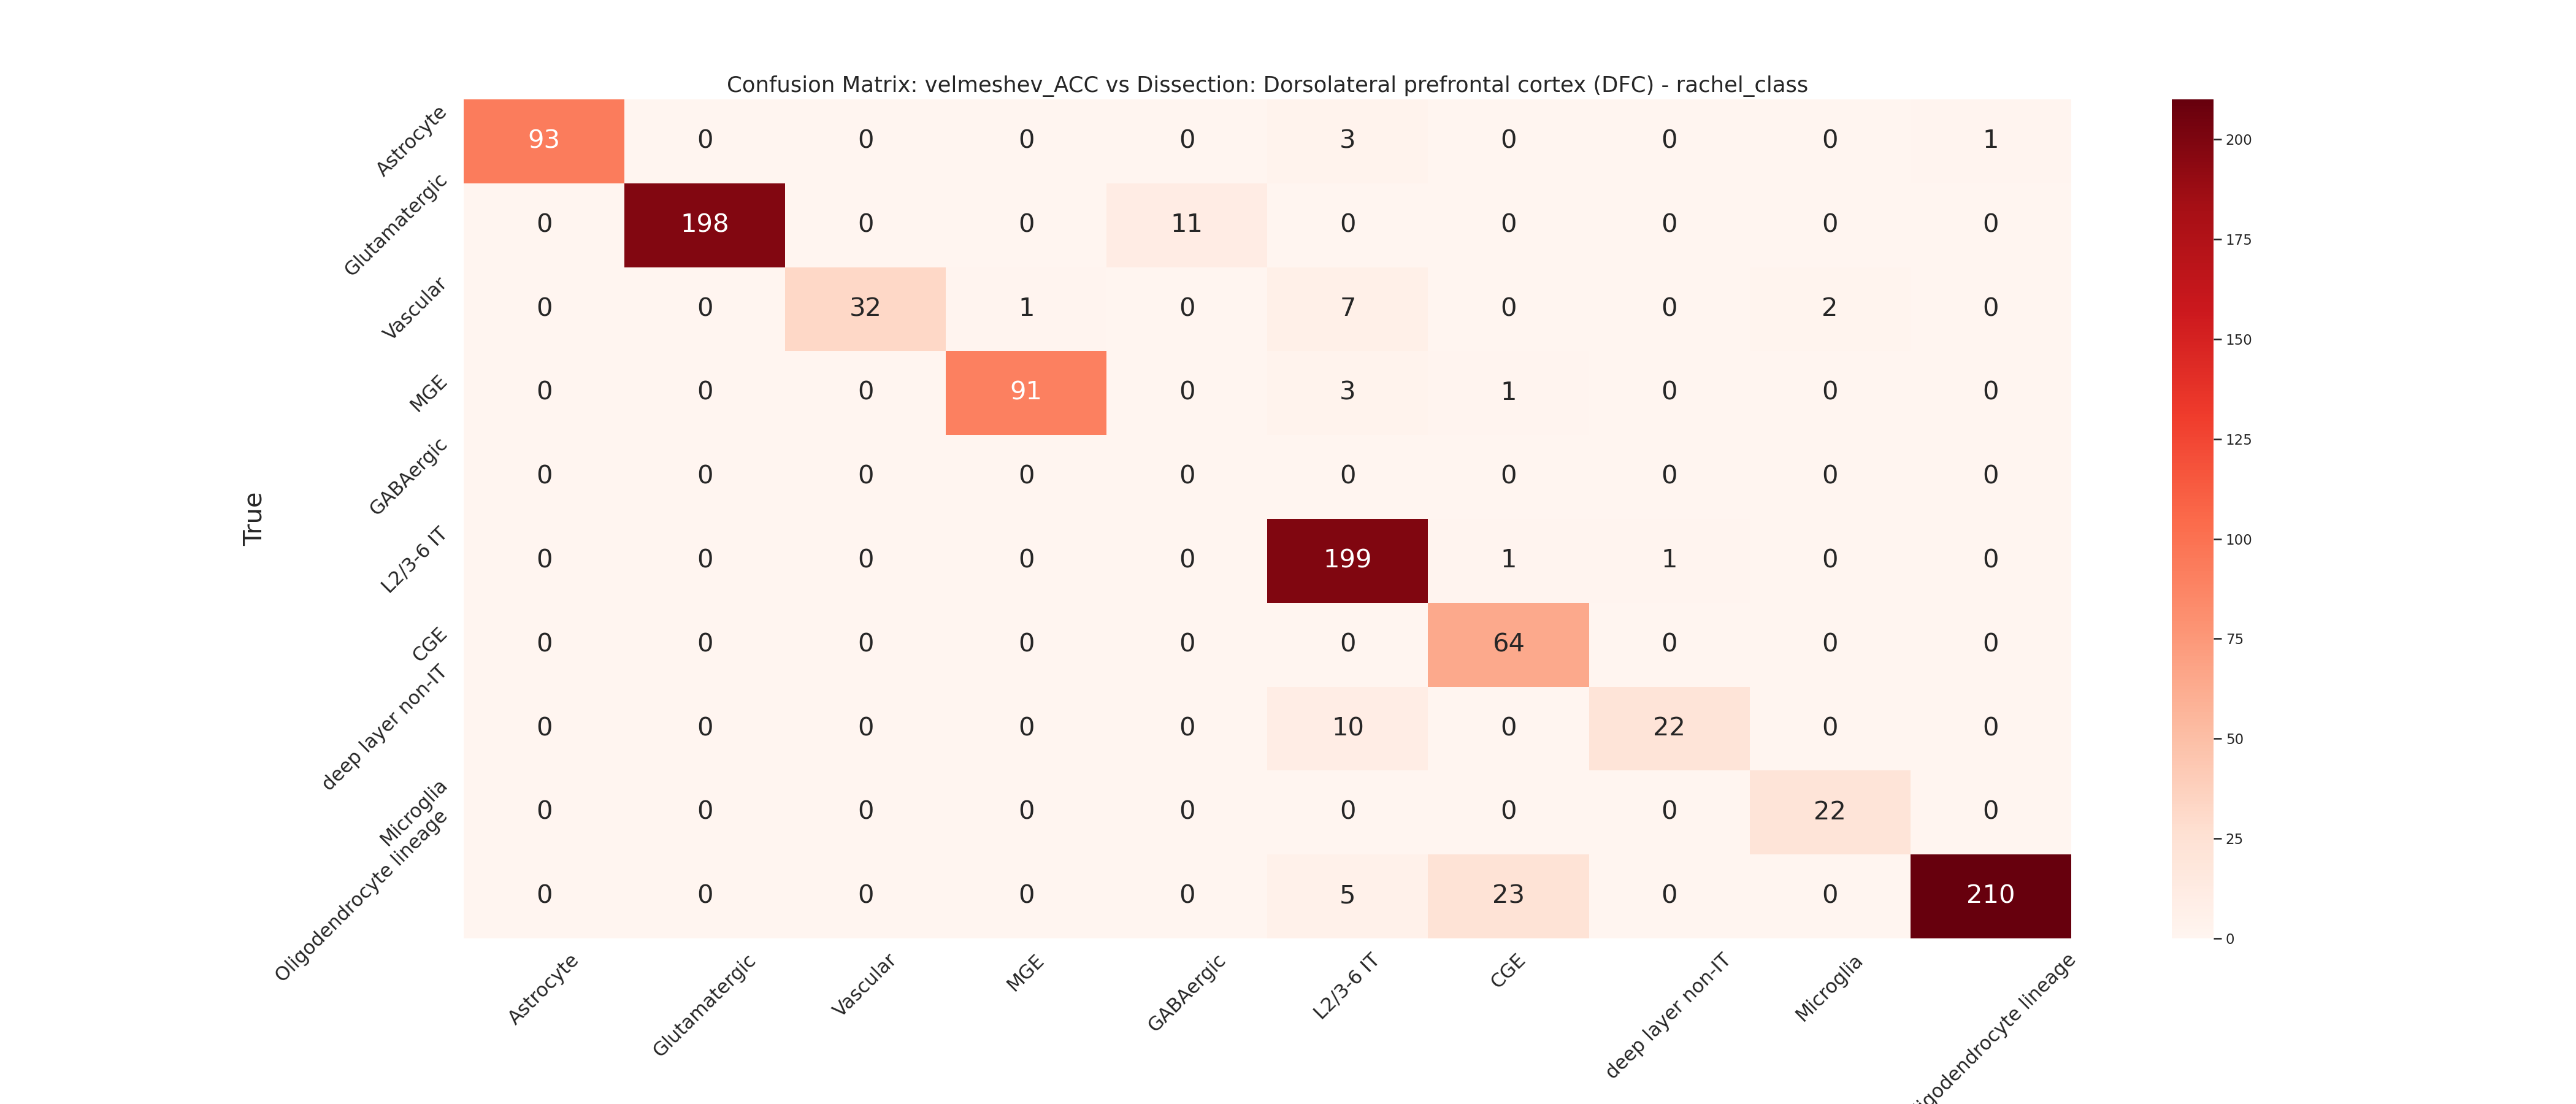 Confusion Matrix: velmeshev_ACC vs Dissection: Dorsolateral prefrontal cortex (DFC) - rachel_class
True
Astrocyte 93 0 0 0 0 3 0 0 0 1
Glutamatergic 0 198 0 0 11 0 0 0 0 0
Vascular 0 0 32 1 0 7 0 0 2 0
MGE 0 0 0 91 0 3 1 0 0 0
GABAergic 0 0 0 0 0 0 0 0 0 0
L2/3-6 IT 0 0 0 0 0 199 1 1 0 0
CGE 0 0 0 0 0 0 64 0 0 0
deep layer non-IT 0 0 0 0 0 10 0 22 0 0
Microglia 0 0 0 0 0 0 0 0 22 0
Oligodendrocyte lineage 0 0 0 0 0 5 23 0 0 210
Astrocyte Glutamatergic Vascular MGE GABAergic L2/3-6 IT CGE deep layer non-IT Microglia igodendrocyte lineage
200
175
150
125
100
75
50
25
0